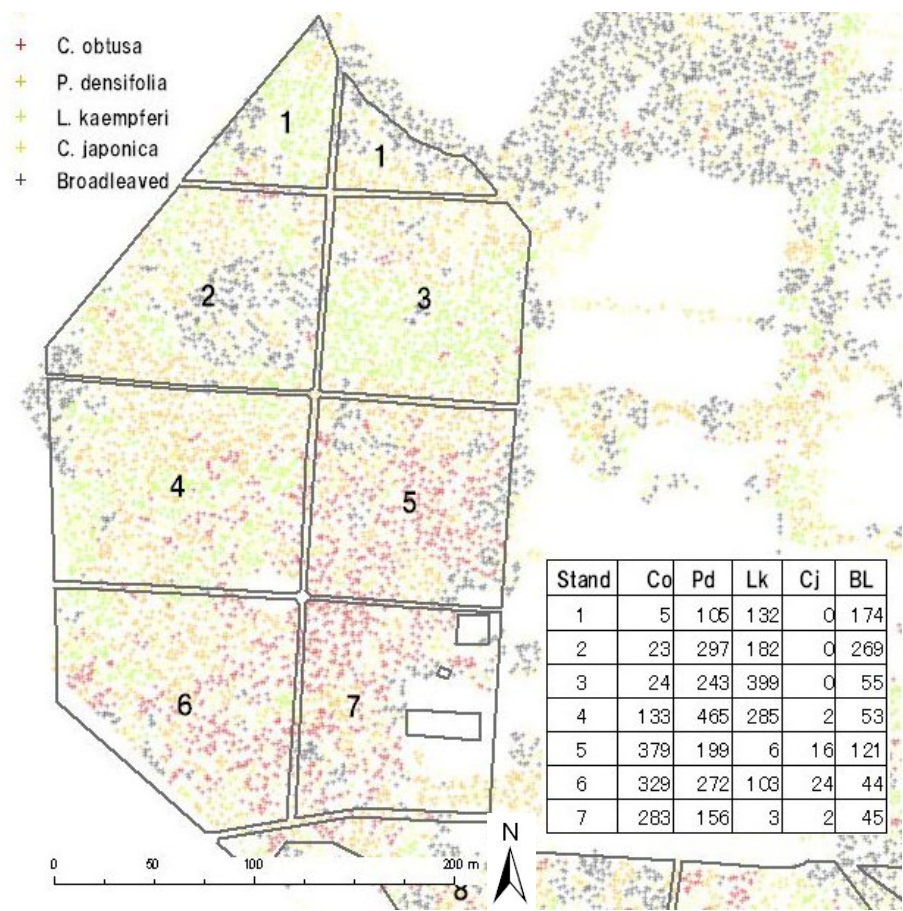 C. obtusa
P. densifolia
L. kaempferi
C. japonica
Broadleaved
1
1
2
3
4
5
6
7
8
Stand Co Pd Lk Cj BL
1 5 105 132 0 174
2 23 297 182 0 269
3 24 243 399 0 55
4 133 465 285 2 53
5 379 199 6 16 121
6 329 272 103 24 44
7 283 156 3 2 45
0 50 100 200 m
N